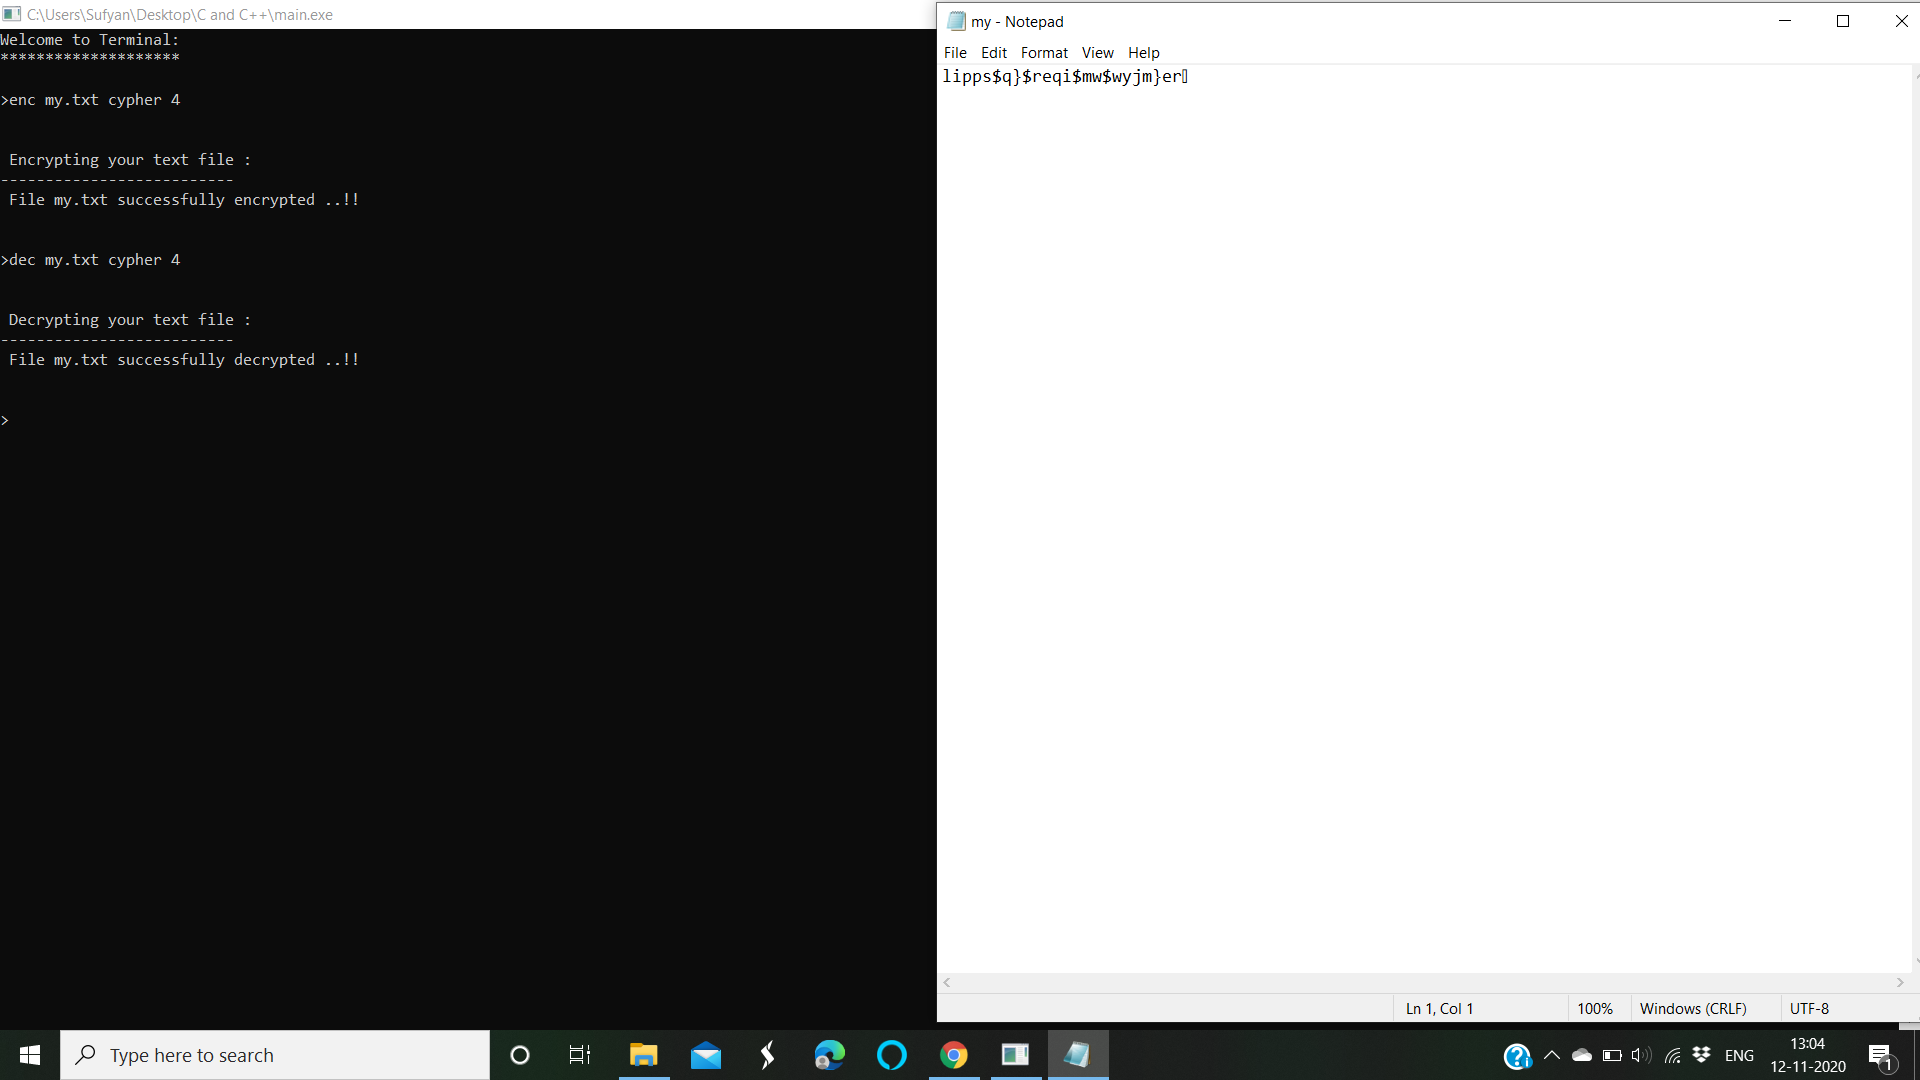 C:\Users\Sufyan\Desktop\C and C++\main.exe
Welcome to Terminal:
********************
>enc my.txt cypher 4
 Encrypting your text file :
--------------------------
 File my.txt successfully encrypted ..!!
>dec my.txt cypher 4
 Decrypting your text file :
--------------------------
 File my.txt successfully decrypted ..!!
>
my - Notepad
File Edit Format View Help
lipps$q}$reqi$mw$wyjm}er
Ln 1, Col 1 100% Windows (CRLF) UTF-8
Type here to search
ENG
13:04
12-11-2020
1